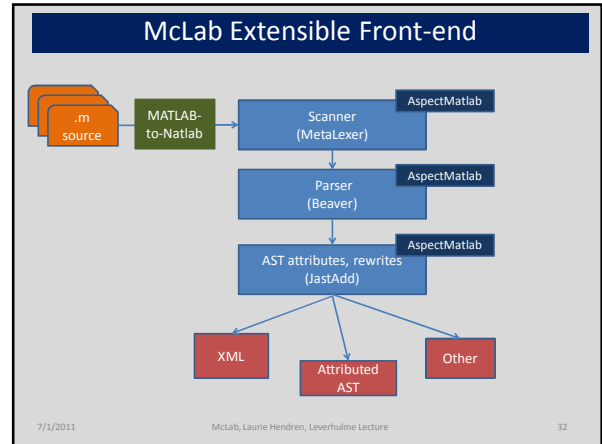 McLab Extensible Front-end
.m
source
MATLAB-
to-Natlab
AspectMatlab
Scanner
(MetaLexer)
AspectMatlab
Parser
(Beaver)
AspectMatlab
AST attributes, rewrites
(JastAdd)
XML
Attributed
AST
Other
7/1/2011
McLab, Laurie Hendren, Leverhulme Lecture
32